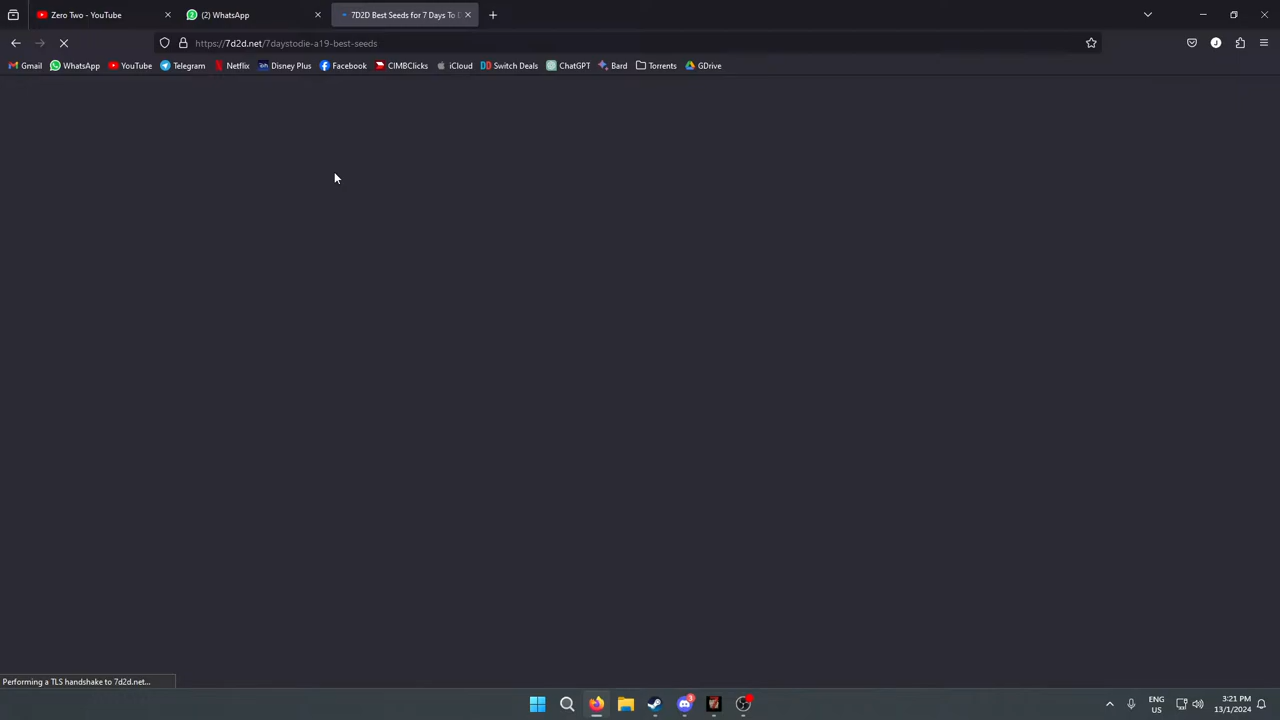 Zero Two - YouTube
(2) WhatsApp
7D2D Best Seeds for 7 Days To D
https://7d2d.net/7daystodie-a19-best-seeds
Gmail WhatsApp YouTube Telegram Netflix Disney Plus Facebook CIMBClicks iCloud DD Switch Deals ChatGPT Bard Torrents GDrive
J
Performing a TLS handshake to 7d2d.net...
3
ENG
US
3:21 PM
13/1/2024